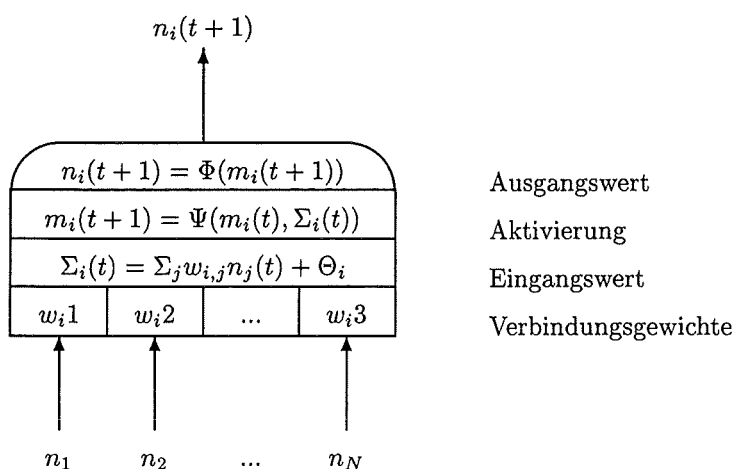 n_i(t + 1)
n_i(t + 1) = Φ(m_i(t + 1))
Ausgangswert
m_i(t + 1) = Ψ(m_i(t), Σ_i(t))
Aktivierung
Σ_i(t) = Σ_j w_{i,j} n_j(t) + Θ_i
Eingangswert
w_i1 w_i2 ... w_i3
Verbindungsgewichte
n_1 n_2 ... n_N